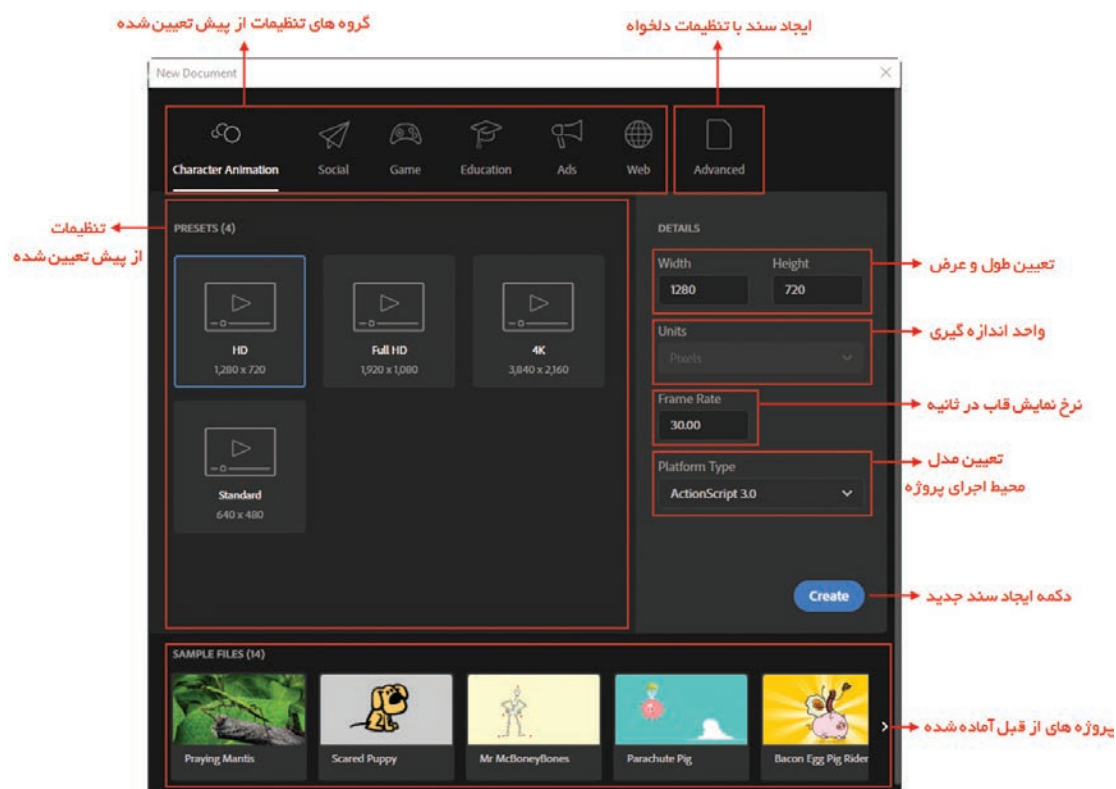 گروه های تنظیمات از پیش تعیین شده
ایجاد سند با تنظیمات دلخواه
New Document
Character Animation
Social
Game
Education
Ads
Web
Advanced
تنظیمات
از پیش تعیین شده
PRESETS (4)
HD
1,280 x 720
Full HD
1,920 x 1,080
4K
3,840 x 2,160
Standard
640 x 480
DETAILS
Width
Height
1280
720
تعیین طول و عرض
Units
Pixels
واحد اندازه گیری
Frame Rate
30.00
نرخ نمایش قاب در ثانیه
Platform Type
ActionScript 3.0
تعیین مدل
محیط اجرای پروژه
Create
دکمه ایجاد سند جدید
SAMPLE FILES (14)
Praying Mantis
Scared Puppy
Mr McBoneyBones
Parachute Pig
Bacon Egg Pig Rider
پروژه های از قبل آماده شده